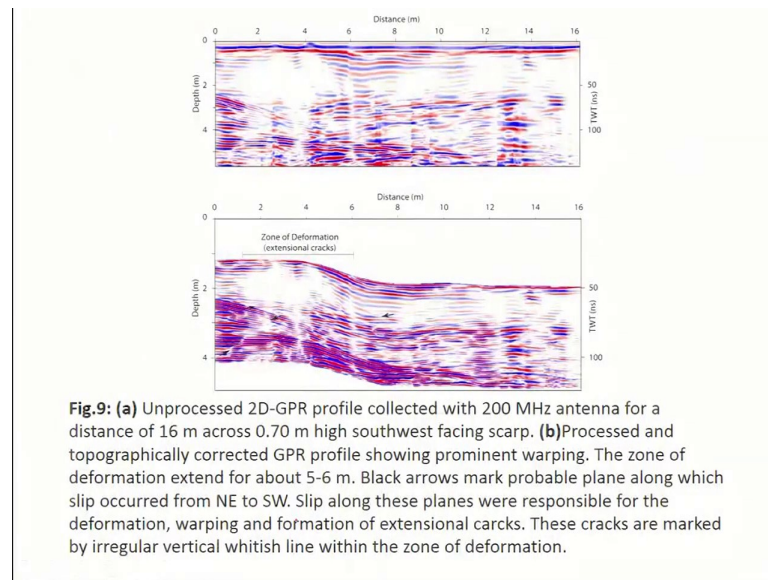 Distance (m)
0 2 4 6 8 10 12 14 16
0
2
4
Depth (m)
50
100
TWT (ns)
Distance (m)
0 2 4 6 8 10 12 14 16
0
Zone of Deformation
(extensional cracks)
2
4
Depth (m)
50
100
TWT (ns)
Fig.9: (a) Unprocessed 2D-GPR profile collected with 200 MHz antenna for a
distance of 16 m across 0.70 m high southwest facing scarp. (b)Processed and
topographically corrected GPR profile showing prominent warping. The zone of
deformation extend for about 5-6 m. Black arrows mark probable plane along which
slip occurred from NE to SW. Slip along these planes were responsible for the
deformation, warping and formation of extensional carcks. These cracks are marked
by irregular vertical whitish line within the zone of deformation.